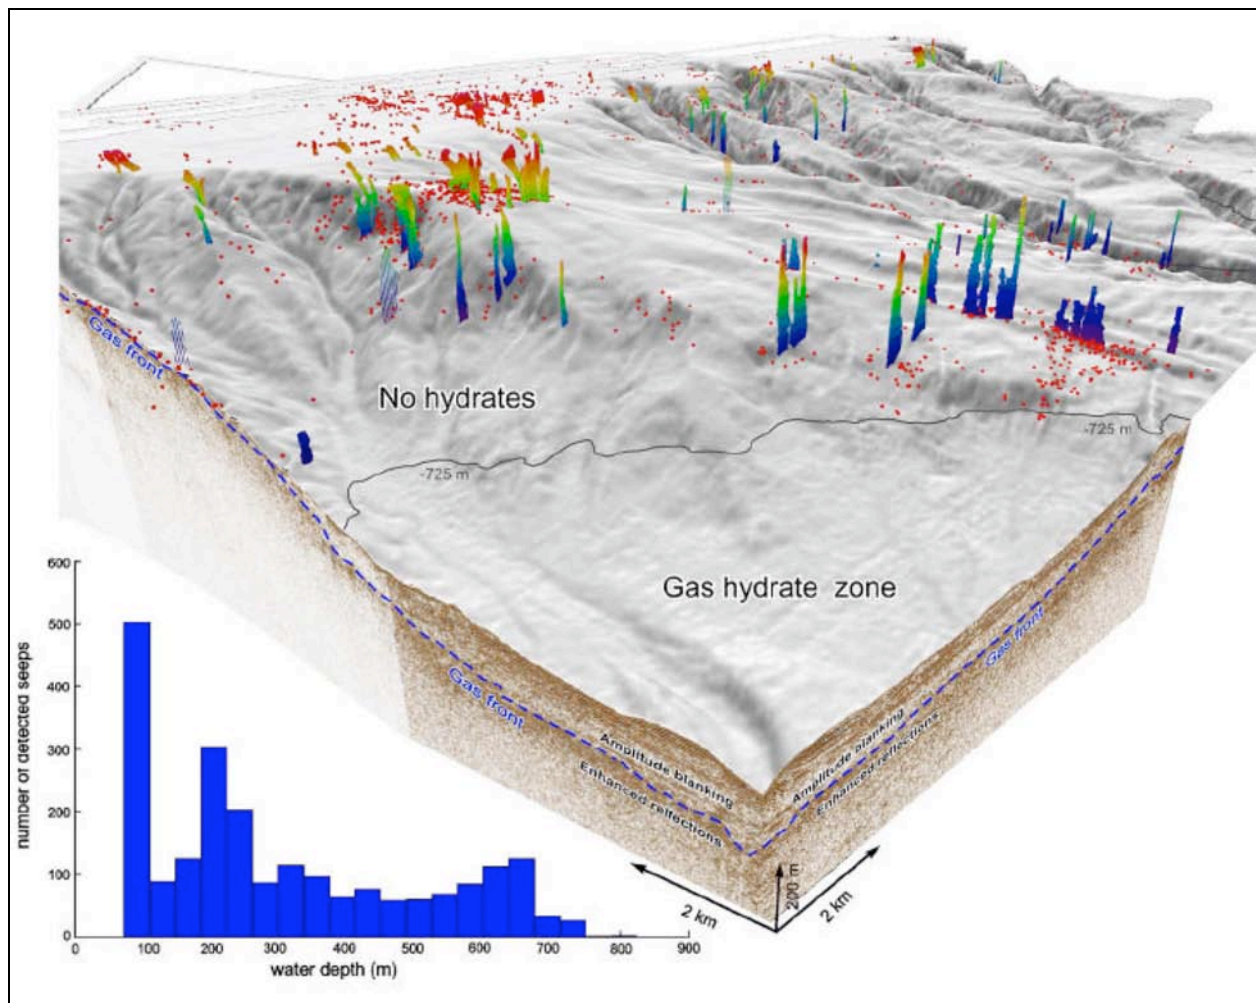 Gas front
No hydrates
-725 m
-725 m
Gas hydrate zone
Gas front
Gas front
Amplitude blanking
Enhanced relfections
Amplitude alanking
Enhanced reflections
200 m
2 km
2 km
600
500
400
300
200
100
0
number of detected seeps
0 100 200 300 400 500 600 700 800 900
water depth (m)